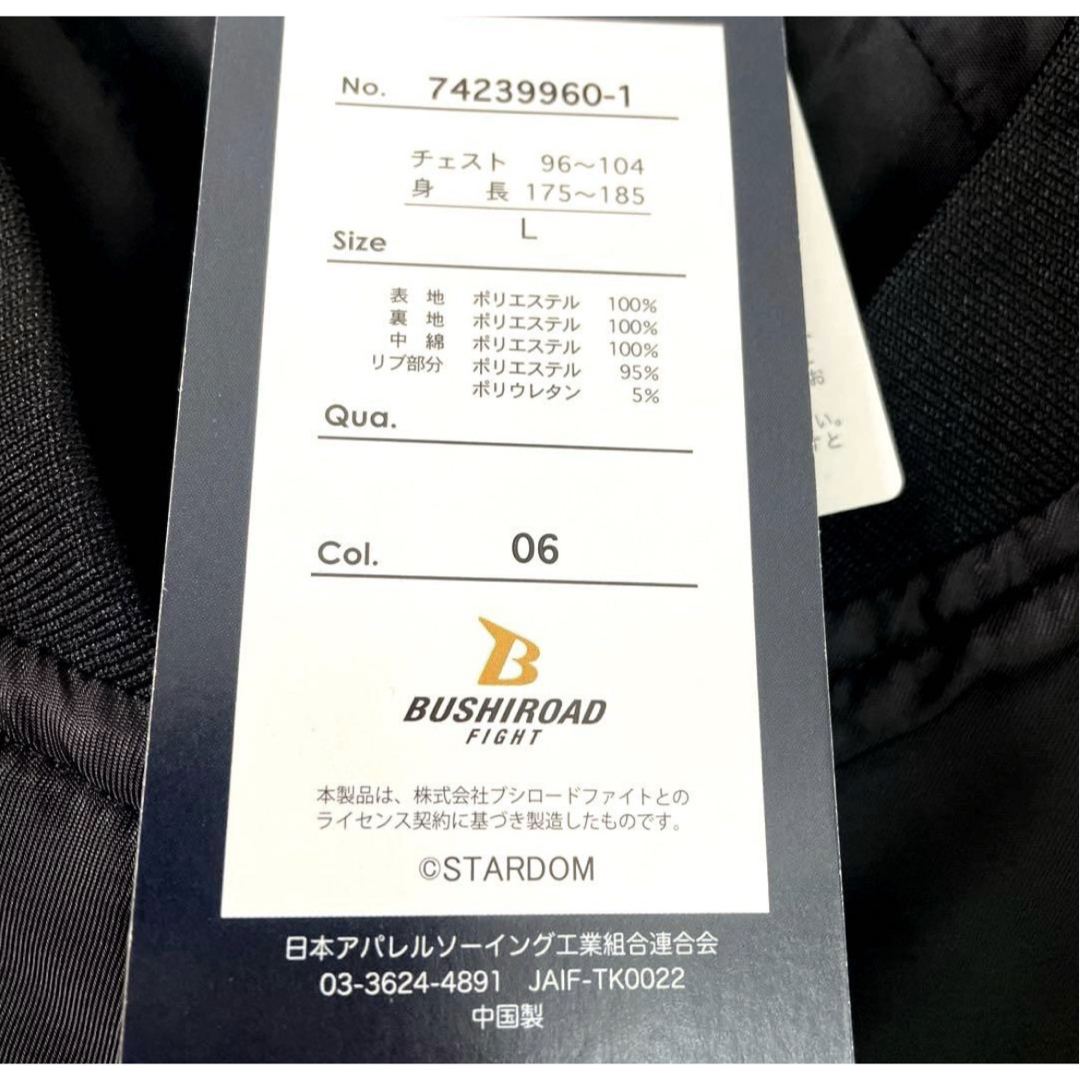 No. 74239960-1
チェスト 96～104
身 長 175～185
Size L
表 地 ポリエステル 100%
裏 地 ポリエステル 100%
中 綿 ポリエステル 100%
リブ部分 ポリエステル 95%
ポリウレタン 5%
Qua.
Col. 06
B
BUSHIROAD
FIGHT
本製品は、株式会社ブシロードファイトとの
ライセンス契約に基づき製造したものです。
©STARDOM
日本アパレルソーイング工業組合連合会
03-3624-4891 JAIF-TK0022
中国製
お
い。
と